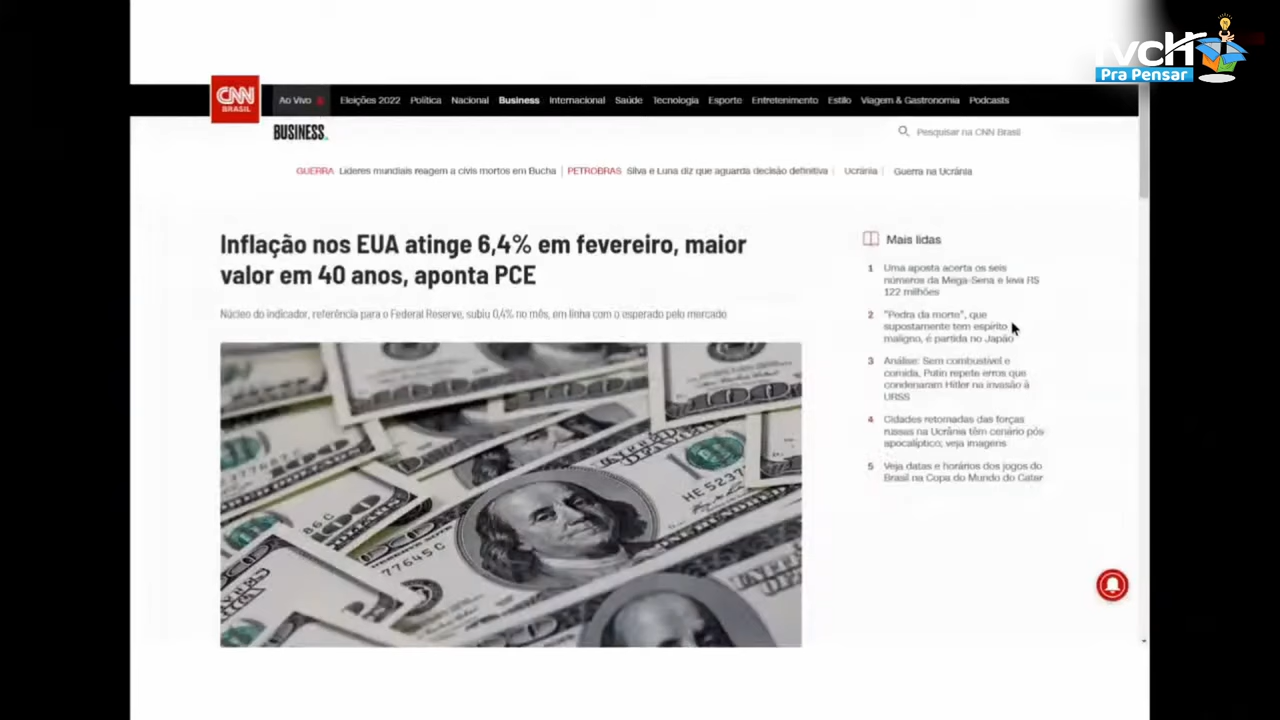 TVCH
Pra Pensar
CNN
BRASIL
Ao Vivo
Eleições 2022 Política Nacional Business Internacional Saúde Tecnologia Esporte Entretenimento Estilo Viagem & Gastronomia Podcasts
BUSINESS.
Pesquisar na CNN Brasil
GUERRA Líderes mundiais reagem a civis mortos em Bucha | PETROBRAS Silva e Luna diz que aguarda decisão definitiva | Ucrânia | Guerra na Ucrânia
Inflação nos EUA atinge 6,4% em fevereiro, maior
valor em 40 anos, aponta PCE
Núcleo do indicador, referência para o Federal Reserve, subiu 0,4% no mês, em linha com o esperado pelo mercado
Mais lidas
1 Uma aposta acerta os seis
números da Mega-Sena e leva R$
122 milhões
2 "Pedra da morte", que
supostamente tem espírito
maligno, é partida no Japão
3 Análise: Sem combustível e
comida, Putin repete erros que
condenaram Hitler na invasão à
URSS
4 Cidades retomadas das forças
russas na Ucrânia têm cenário pós
apocalíptico; veja imagens
5 Veja datas e horários dos jogos do
Brasil na Copa do Mundo do Catar
HE 5237
86 C
77645 C